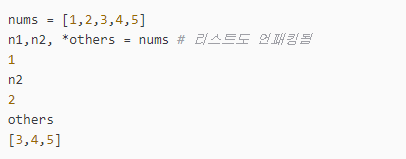 nums = [1,2,3,4,5]
n1,n2, *others = nums # 리스트도 언패킹됨
1
n2
2
others
[3,4,5]